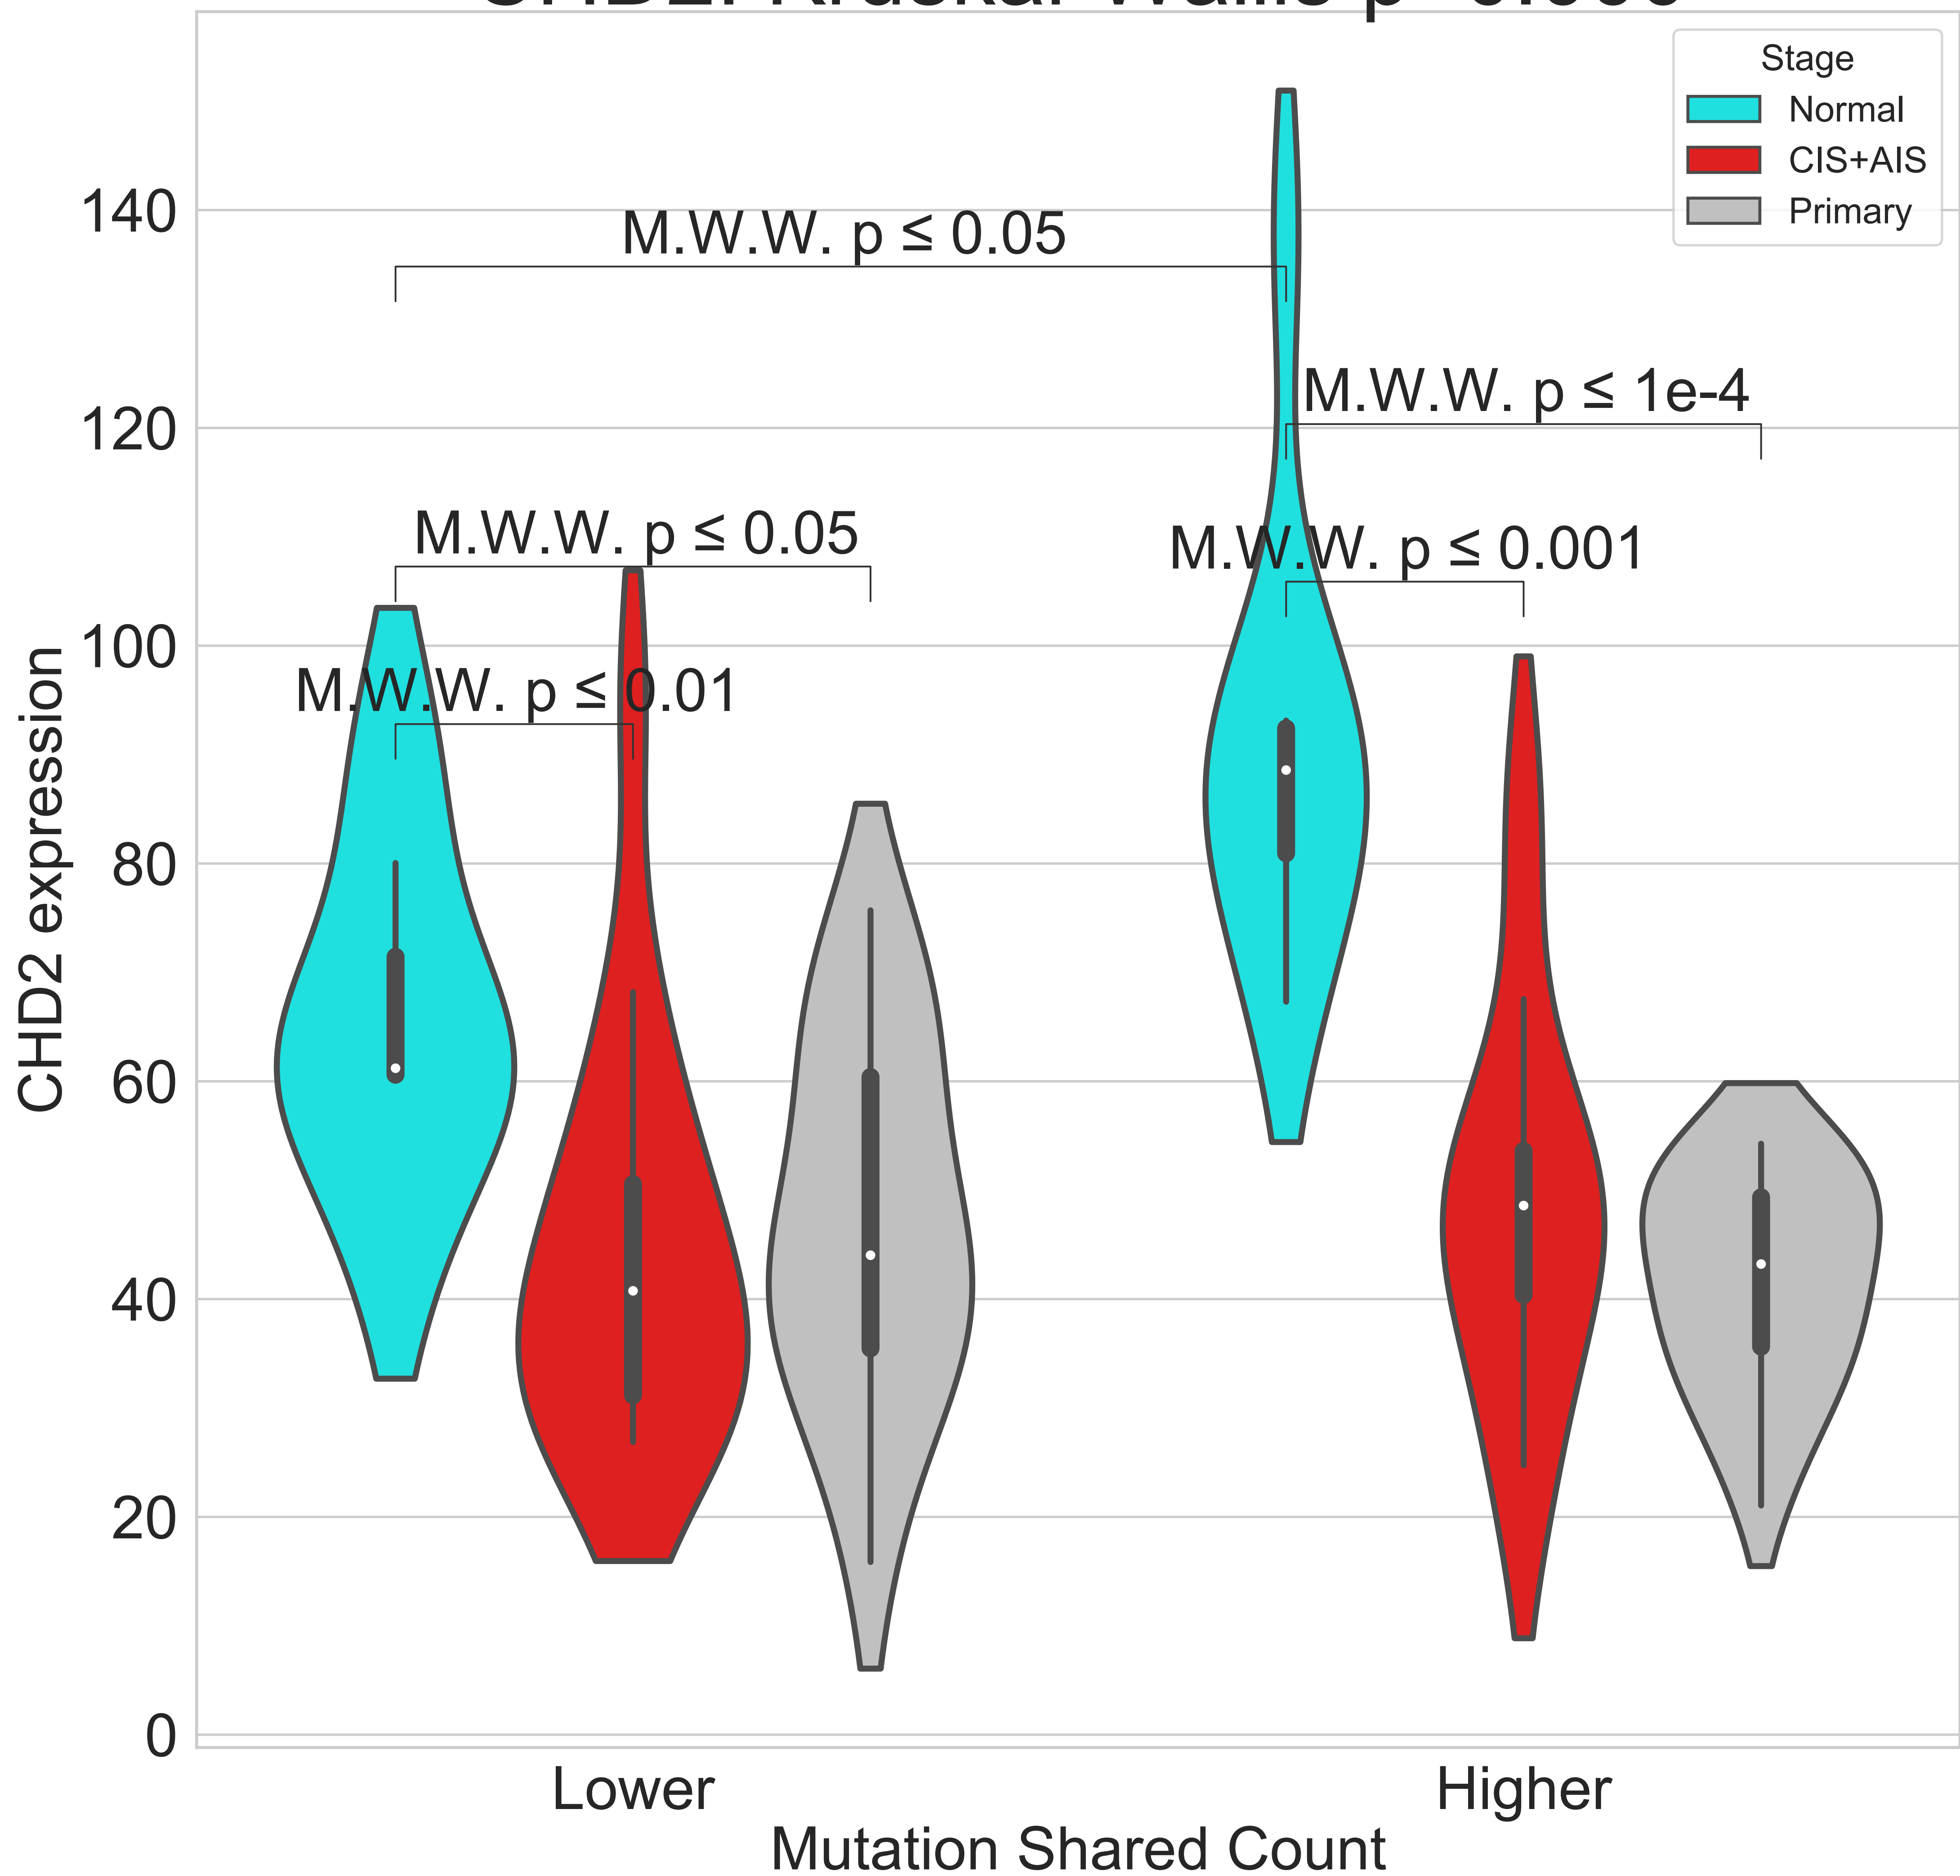 Stage
Normal
CIS+AIS
Primary
140
120
100
80
60
40
20
0
CHD2 expression
M.W.W. p ≤ 0.05
M.W.W. p ≤ 1e-4
M.W.W. p ≤ 0.05
M.W.W. p ≤ 0.001
M.W.W. p ≤ 0.01
Lower
Higher
Mutation Shared Count